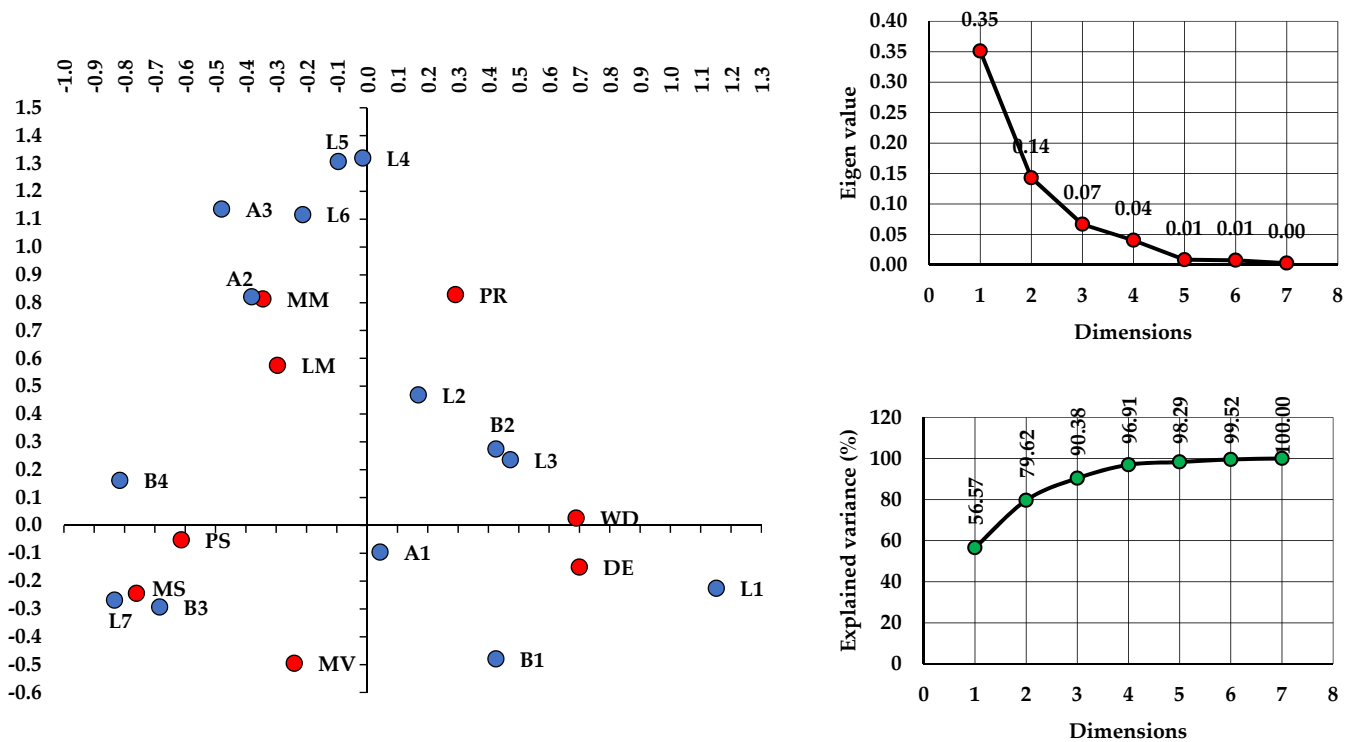 -1.0 -0.9 -0.8 -0.7 -0.6 -0.5 -0.4 -0.3 -0.2 -0.1 0.0 0.1 0.2 0.3 0.4 0.5 0.6 0.7 0.8 0.9 1.0 1.1 1.2 1.3
1.5
1.4
1.3
1.2
1.1
1.0
0.9
0.8
0.7
0.6
0.5
0.4
0.3
0.2
0.1
0.0
-0.1
-0.2
-0.3
-0.4
-0.5
-0.6
L5
L4
A3
L6
A2
MM
PR
LM
L2
B2
L3
B4
WD
PS
A1
DE
MS
L1
L7
B3
MV
B1
Eigen value
0.40
0.35
0.30
0.25
0.20
0.15
0.10
0.05
0.00
0.35
0.14
0.07
0.04
0.01
0.01
0.00
0 1 2 3 4 5 6 7 8
Dimensions
Explained variance (%)
120
100
80
60
40
20
0
56.57
79.62
90.38
96.91
98.29
99.52
100.00
0 1 2 3 4 5 6 7 8
Dimensions